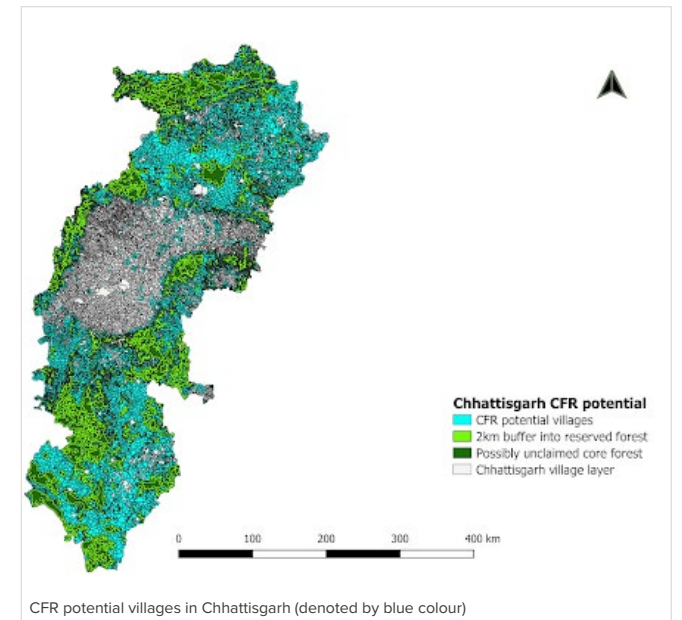 Chhattisgarh CFR potential
CFR potential villages
2km buffer into reserved forest
Possibly unclaimed core forest
Chhattisgarh village layer
0 100 200 300 400 km
CFR potential villages in Chhattisgarh (denoted by blue colour)